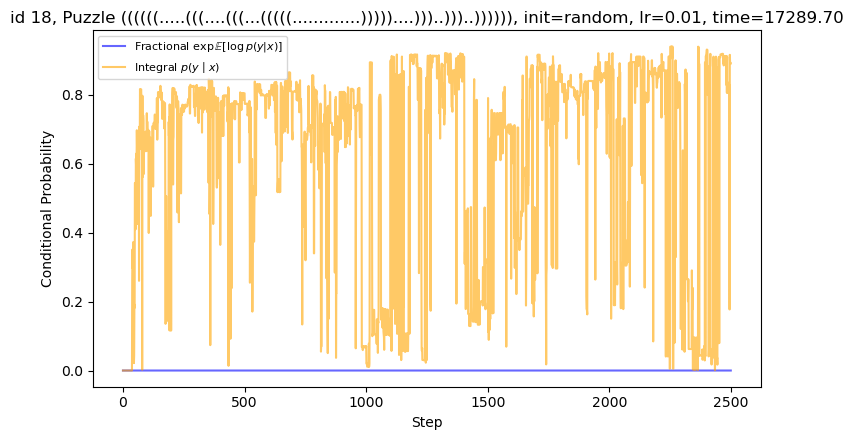 id 18, Puzzle ((((((.....(((....(((...(((((.............)))))....)))..)))..)))))), init=random, lr=0.01, time=17289.70
Fractional exp𝔼[log p(y|x)]
Integral p(y | x)
Conditional Probability
0.8
0.6
0.4
0.2
0.0
0
500
1000
1500
2000
2500
Step